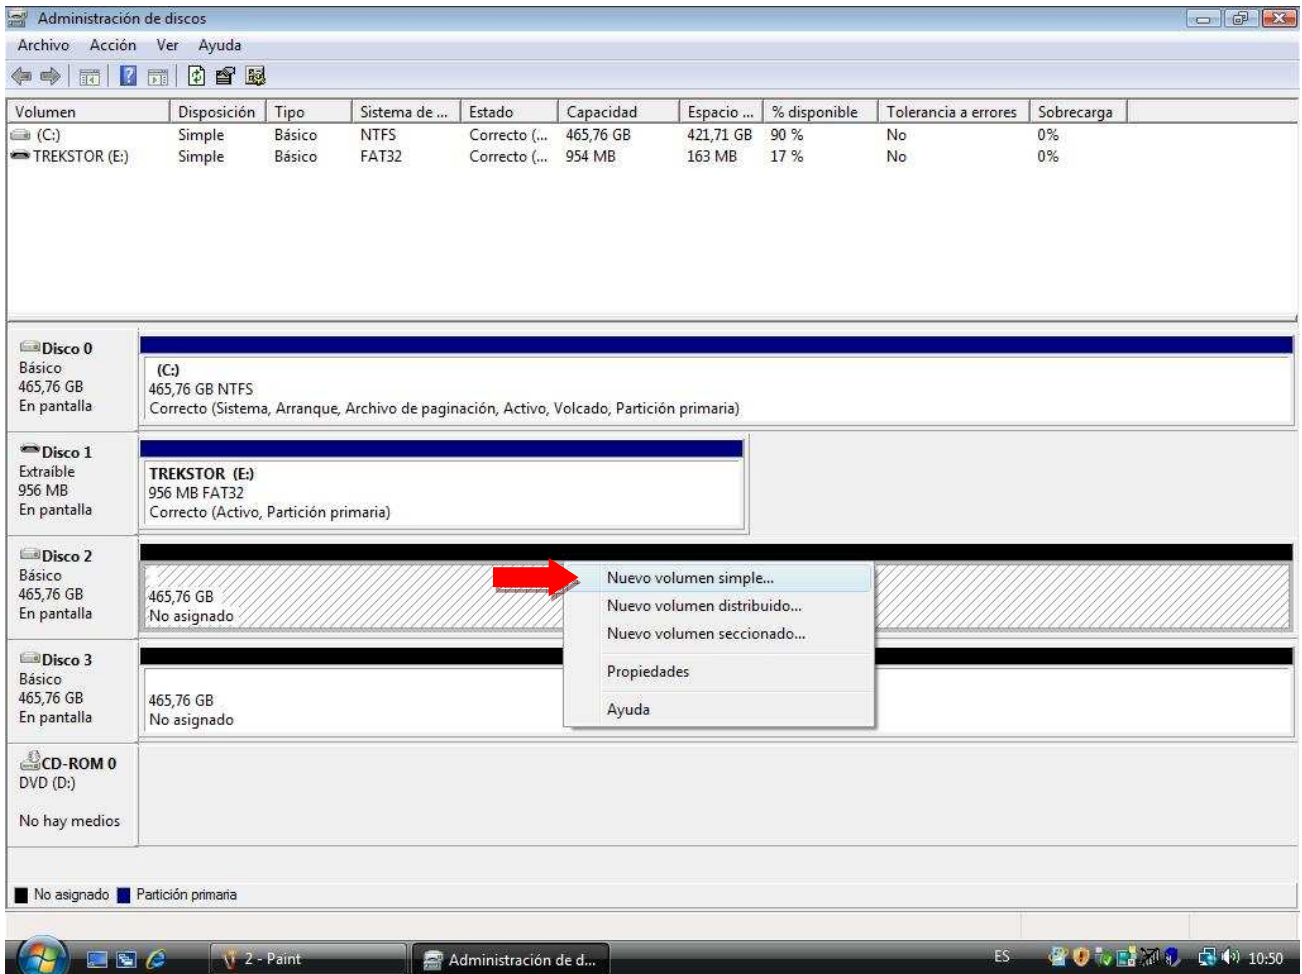 Administración de discos
Archivo Acción Ver Ayuda
Volumen Disposición Tipo Sistema de ... Estado Capacidad Espacio ... % disponible Tolerancia a errores Sobrecarga
(C:) Simple Básico NTFS Correcto (... 465,76 GB 421,71 GB 90 % No 0%
TREKSTOR (E:) Simple Básico FAT32 Correcto (... 954 MB 163 MB 17 % No 0%
Disco 0
Básico
465,76 GB
En pantalla
(C:)
465,76 GB NTFS
Correcto (Sistema, Arranque, Archivo de paginación, Activo, Volcado, Partición primaria)
Disco 1
Extraíble
956 MB
En pantalla
TREKSTOR (E:)
956 MB FAT32
Correcto (Activo, Partición primaria)
Disco 2
Básico
465,76 GB
En pantalla
465,76 GB
No asignado
Nuevo volumen simple...
Nuevo volumen distribuido...
Nuevo volumen seccionado...
Propiedades
Ayuda
Disco 3
Básico
465,76 GB
En pantalla
465,76 GB
No asignado
CD-ROM 0
DVD (D:)
No hay medios
No asignado Partición primaria
2 - Paint Administración de d... ES 10:50